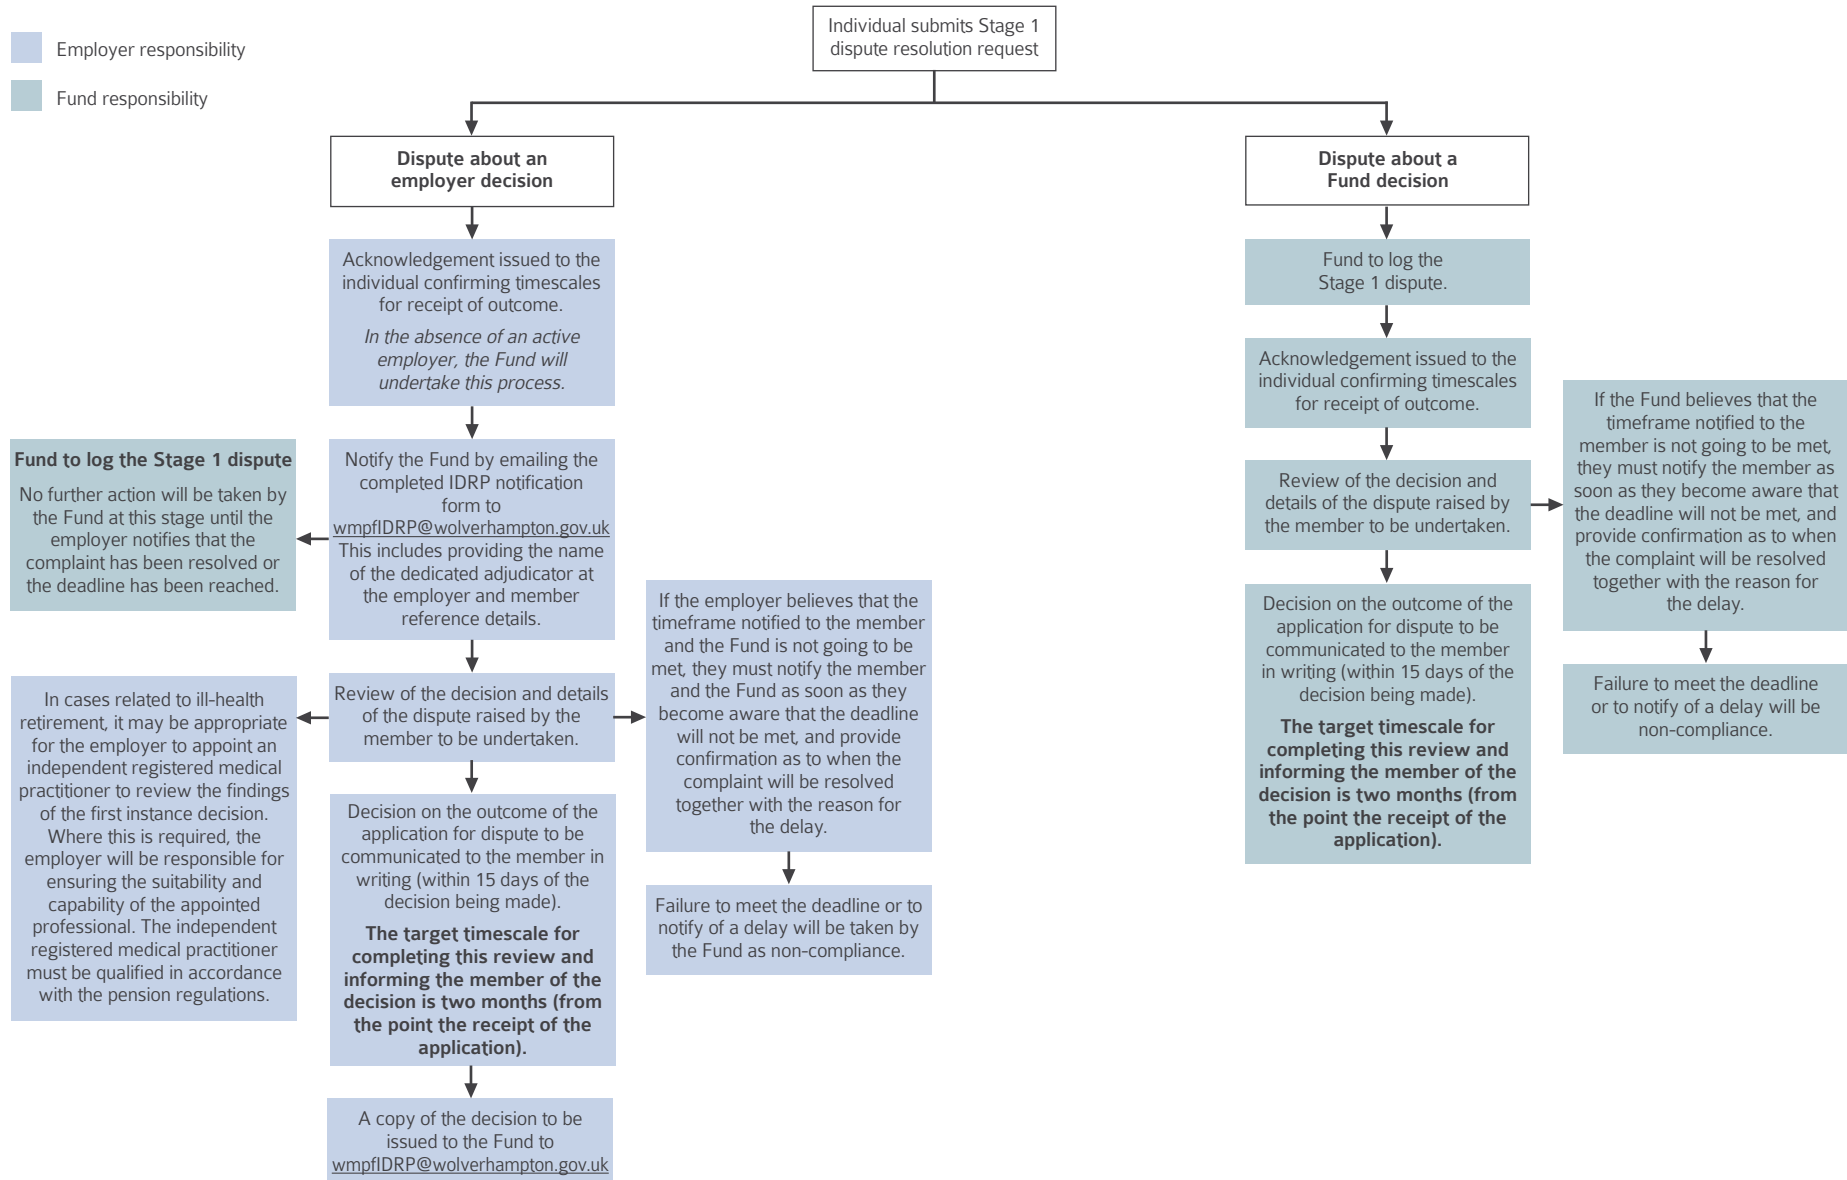 Employer responsibility
Fund responsibility
Individual submits Stage 1
dispute resolution request
Dispute about an
employer decision
Acknowledgement issued to the
individual confirming timescales
for receipt of outcome.
In the absence of an active
employer, the Fund will
undertake this process.
Notify the Fund by emailing the
completed IDRP notification
form to
wmpfIDRP@wolverhampton.gov.uk
This includes providing the name
of the dedicated adjudicator at
the employer and member
reference details.
Fund to log the Stage 1 dispute
No further action will be taken by
the Fund at this stage until the
employer notifies that the
complaint has been resolved or
the deadline has been reached.
Review of the decision and details
of the dispute raised by the
member to be undertaken.
In cases related to ill-health
retirement, it may be appropriate
for the employer to appoint an
independent registered medical
practitioner to review the findings
of the first instance decision.
Where this is required, the
employer will be responsible for
ensuring the suitability and
capability of the appointed
professional. The independent
registered medical practitioner
must be qualified in accordance
with the pension regulations.
If the employer believes that the
timeframe notified to the member
and the Fund is not going to be
met, they must notify the member
and the Fund as soon as they
become aware that the deadline
will not be met, and provide
confirmation as to when the
complaint will be resolved
together with the reason for
the delay.
Failure to meet the deadline or to
notify of a delay will be taken by
the Fund as non-compliance.
Decision on the outcome of the
application for dispute to be
communicated to the member in
writing (within 15 days of the
decision being made).
The target timescale for
completing this review and
informing the member of the
decision is two months (from
the point the receipt of the
application).
A copy of the decision to be
issued to the Fund to
wmpfIDRP@wolverhampton.gov.uk
Dispute about a
Fund decision
Fund to log the
Stage 1 dispute.
Acknowledgement issued to the
individual confirming timescales
for receipt of outcome.
Review of the decision and
details of the dispute raised by
the member to be undertaken.
If the Fund believes that the
timeframe notified to the
member is not going to be met,
they must notify the member as
soon as they become aware that
the deadline will not be met, and
provide confirmation as to when
the complaint will be resolved
together with the reason for
the delay.
Failure to meet the deadline
or to notify of a delay will be
non-compliance.
Decision on the outcome of the
application for dispute to be
communicated to the member
in writing (within 15 days of the
decision being made).
The target timescale for
completing this review and
informing the member of the
decision is two months (from
the point the receipt of the
application).